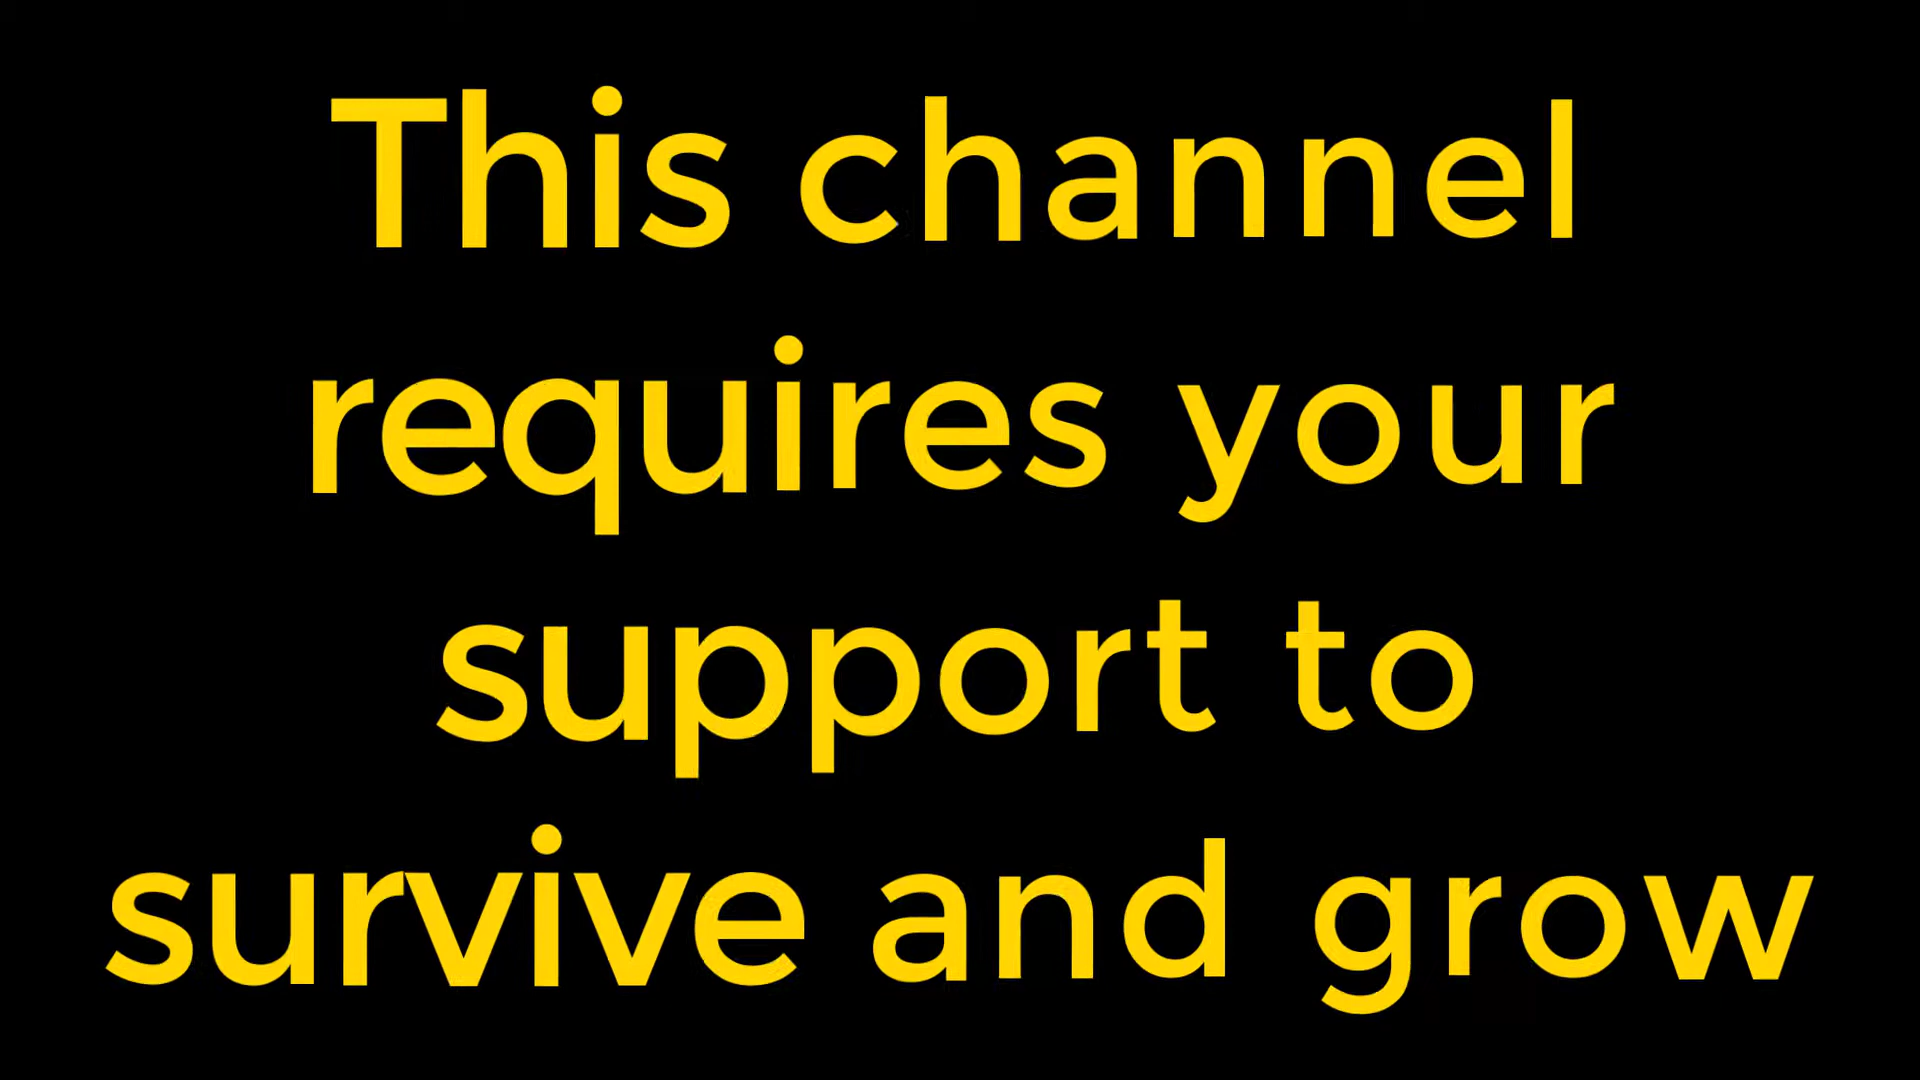 This channel
requires your
support to
survive and grow